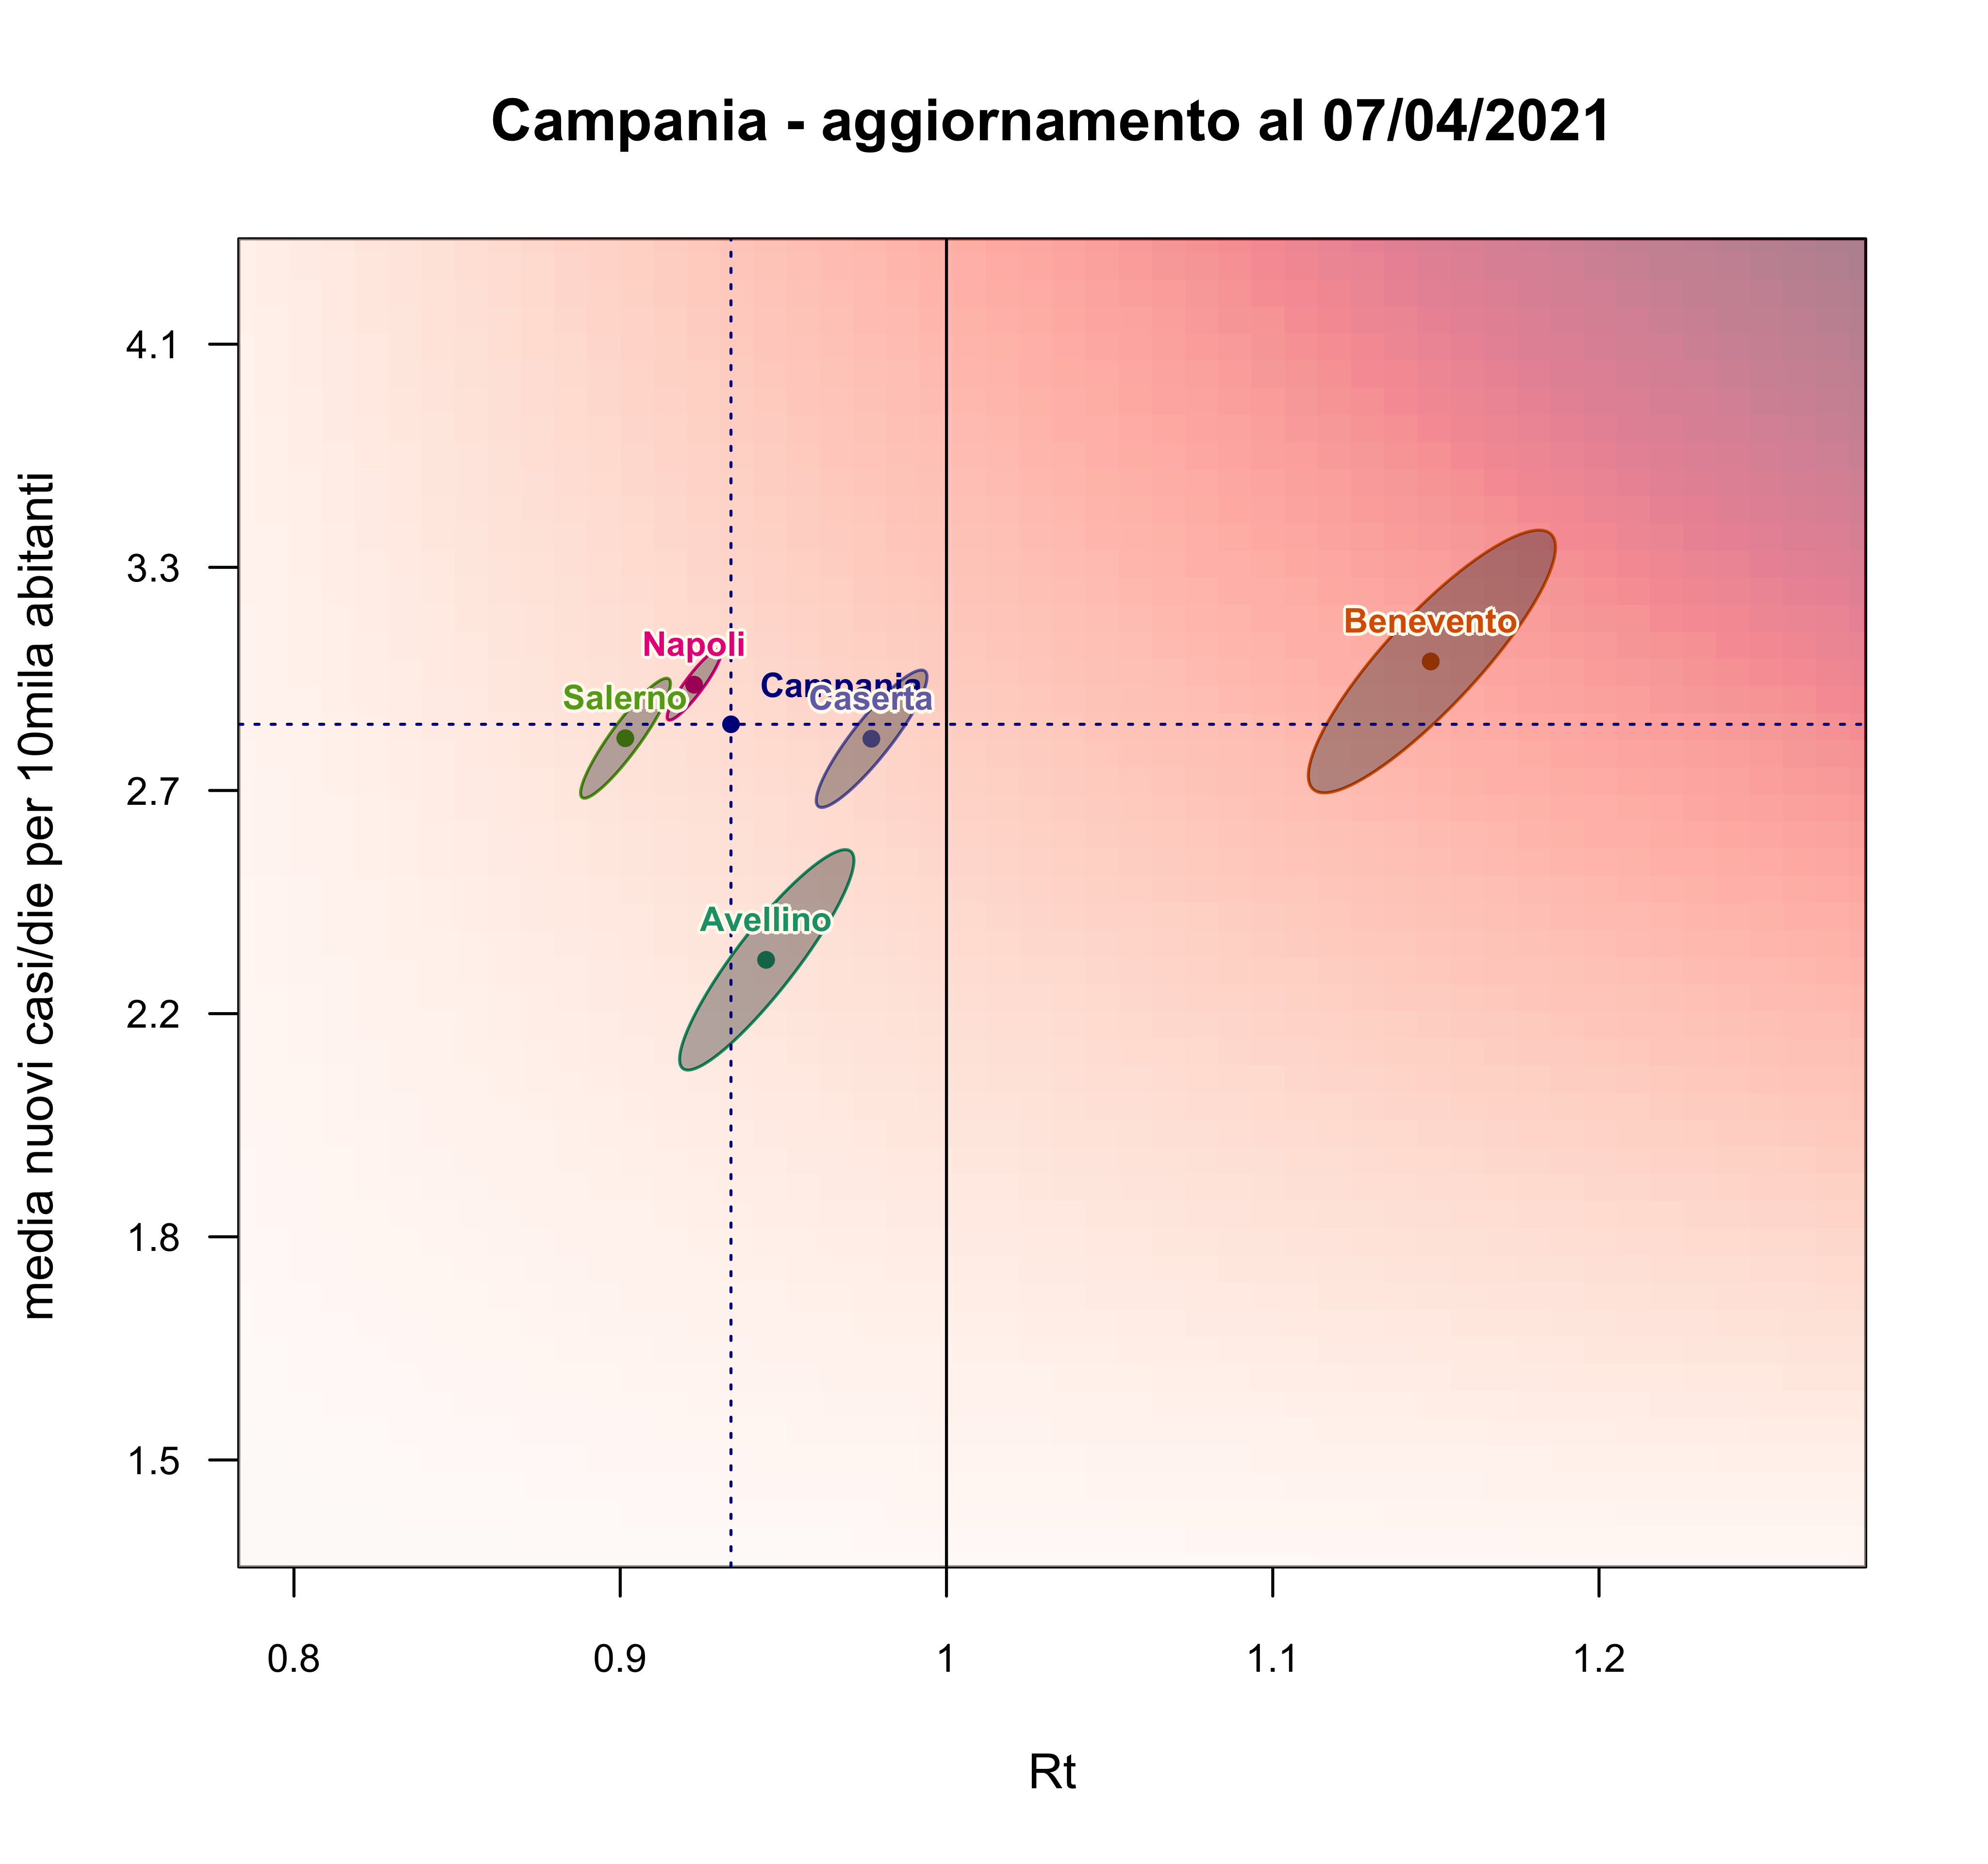 Campania - aggiornamento al 07/04/2021
media nuovi casi/die per 10mila abitanti
4.1
3.3
2.7
2.2
1.8
1.5
Napoli
Salerno
Campania
Caserta
Benevento
Avellino
0.8
0.9
1
1.1
1.2
Rt